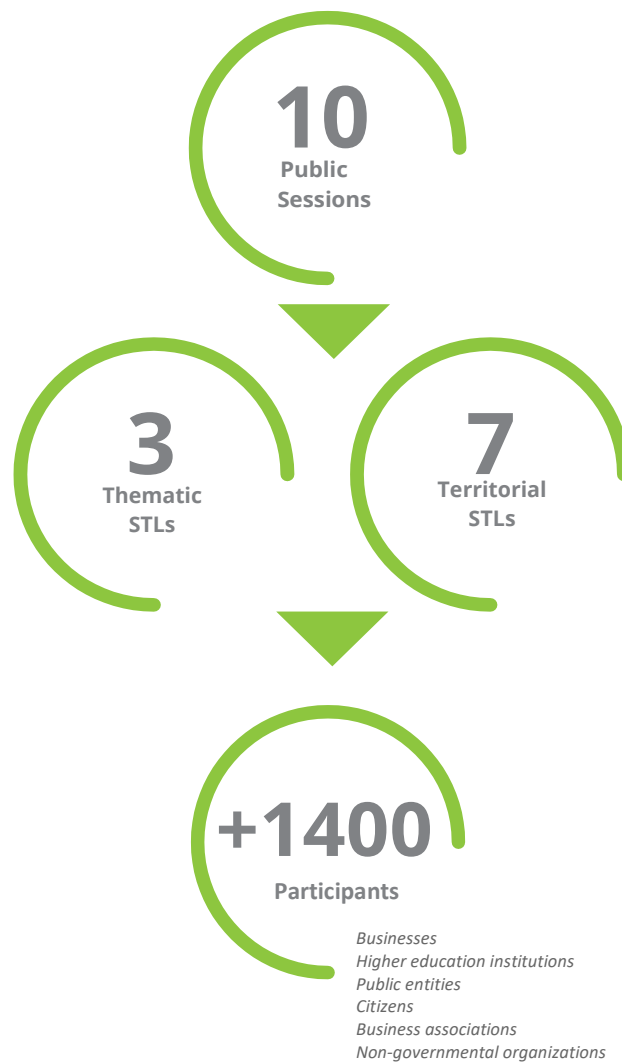 10
Public
Sessions
3
Thematic
STLs
7
Territorial
STLs
+1400
Participants
Businesses
Higher education institutions
Public entities
Citizens
Business associations
Non-governmental organizations